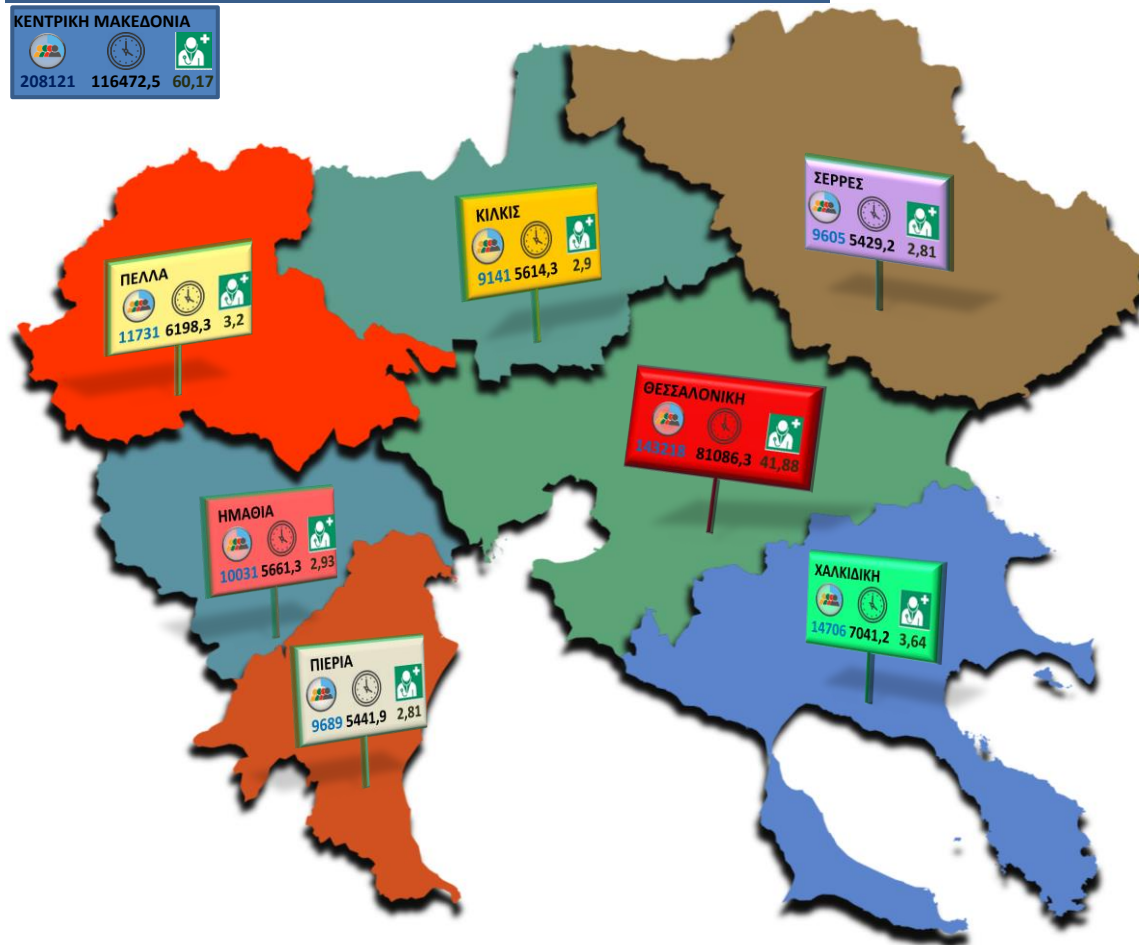 ΚΕΝΤΡΙΚΗ ΜΑΚΕΔΟΝΙΑ
208121 116472,5 60,17
ΣΕΡΡΕΣ
9605 5429,2 2,81
ΚΙΛΚΙΣ
9141 5614,3 2,9
ΠΕΛΛΑ
11731 6198,3 3,2
ΘΕΣΣΑΛΟΝΙΚΗ
143218 81086,3 41,88
ΗΜΑΘΙΑ
10031 5661,3 2,93
ΧΑΛΚΙΔΙΚΗ
14706 7041,2 3,64
ΠΙΕΡΙΑ
9689 5441,9 2,81